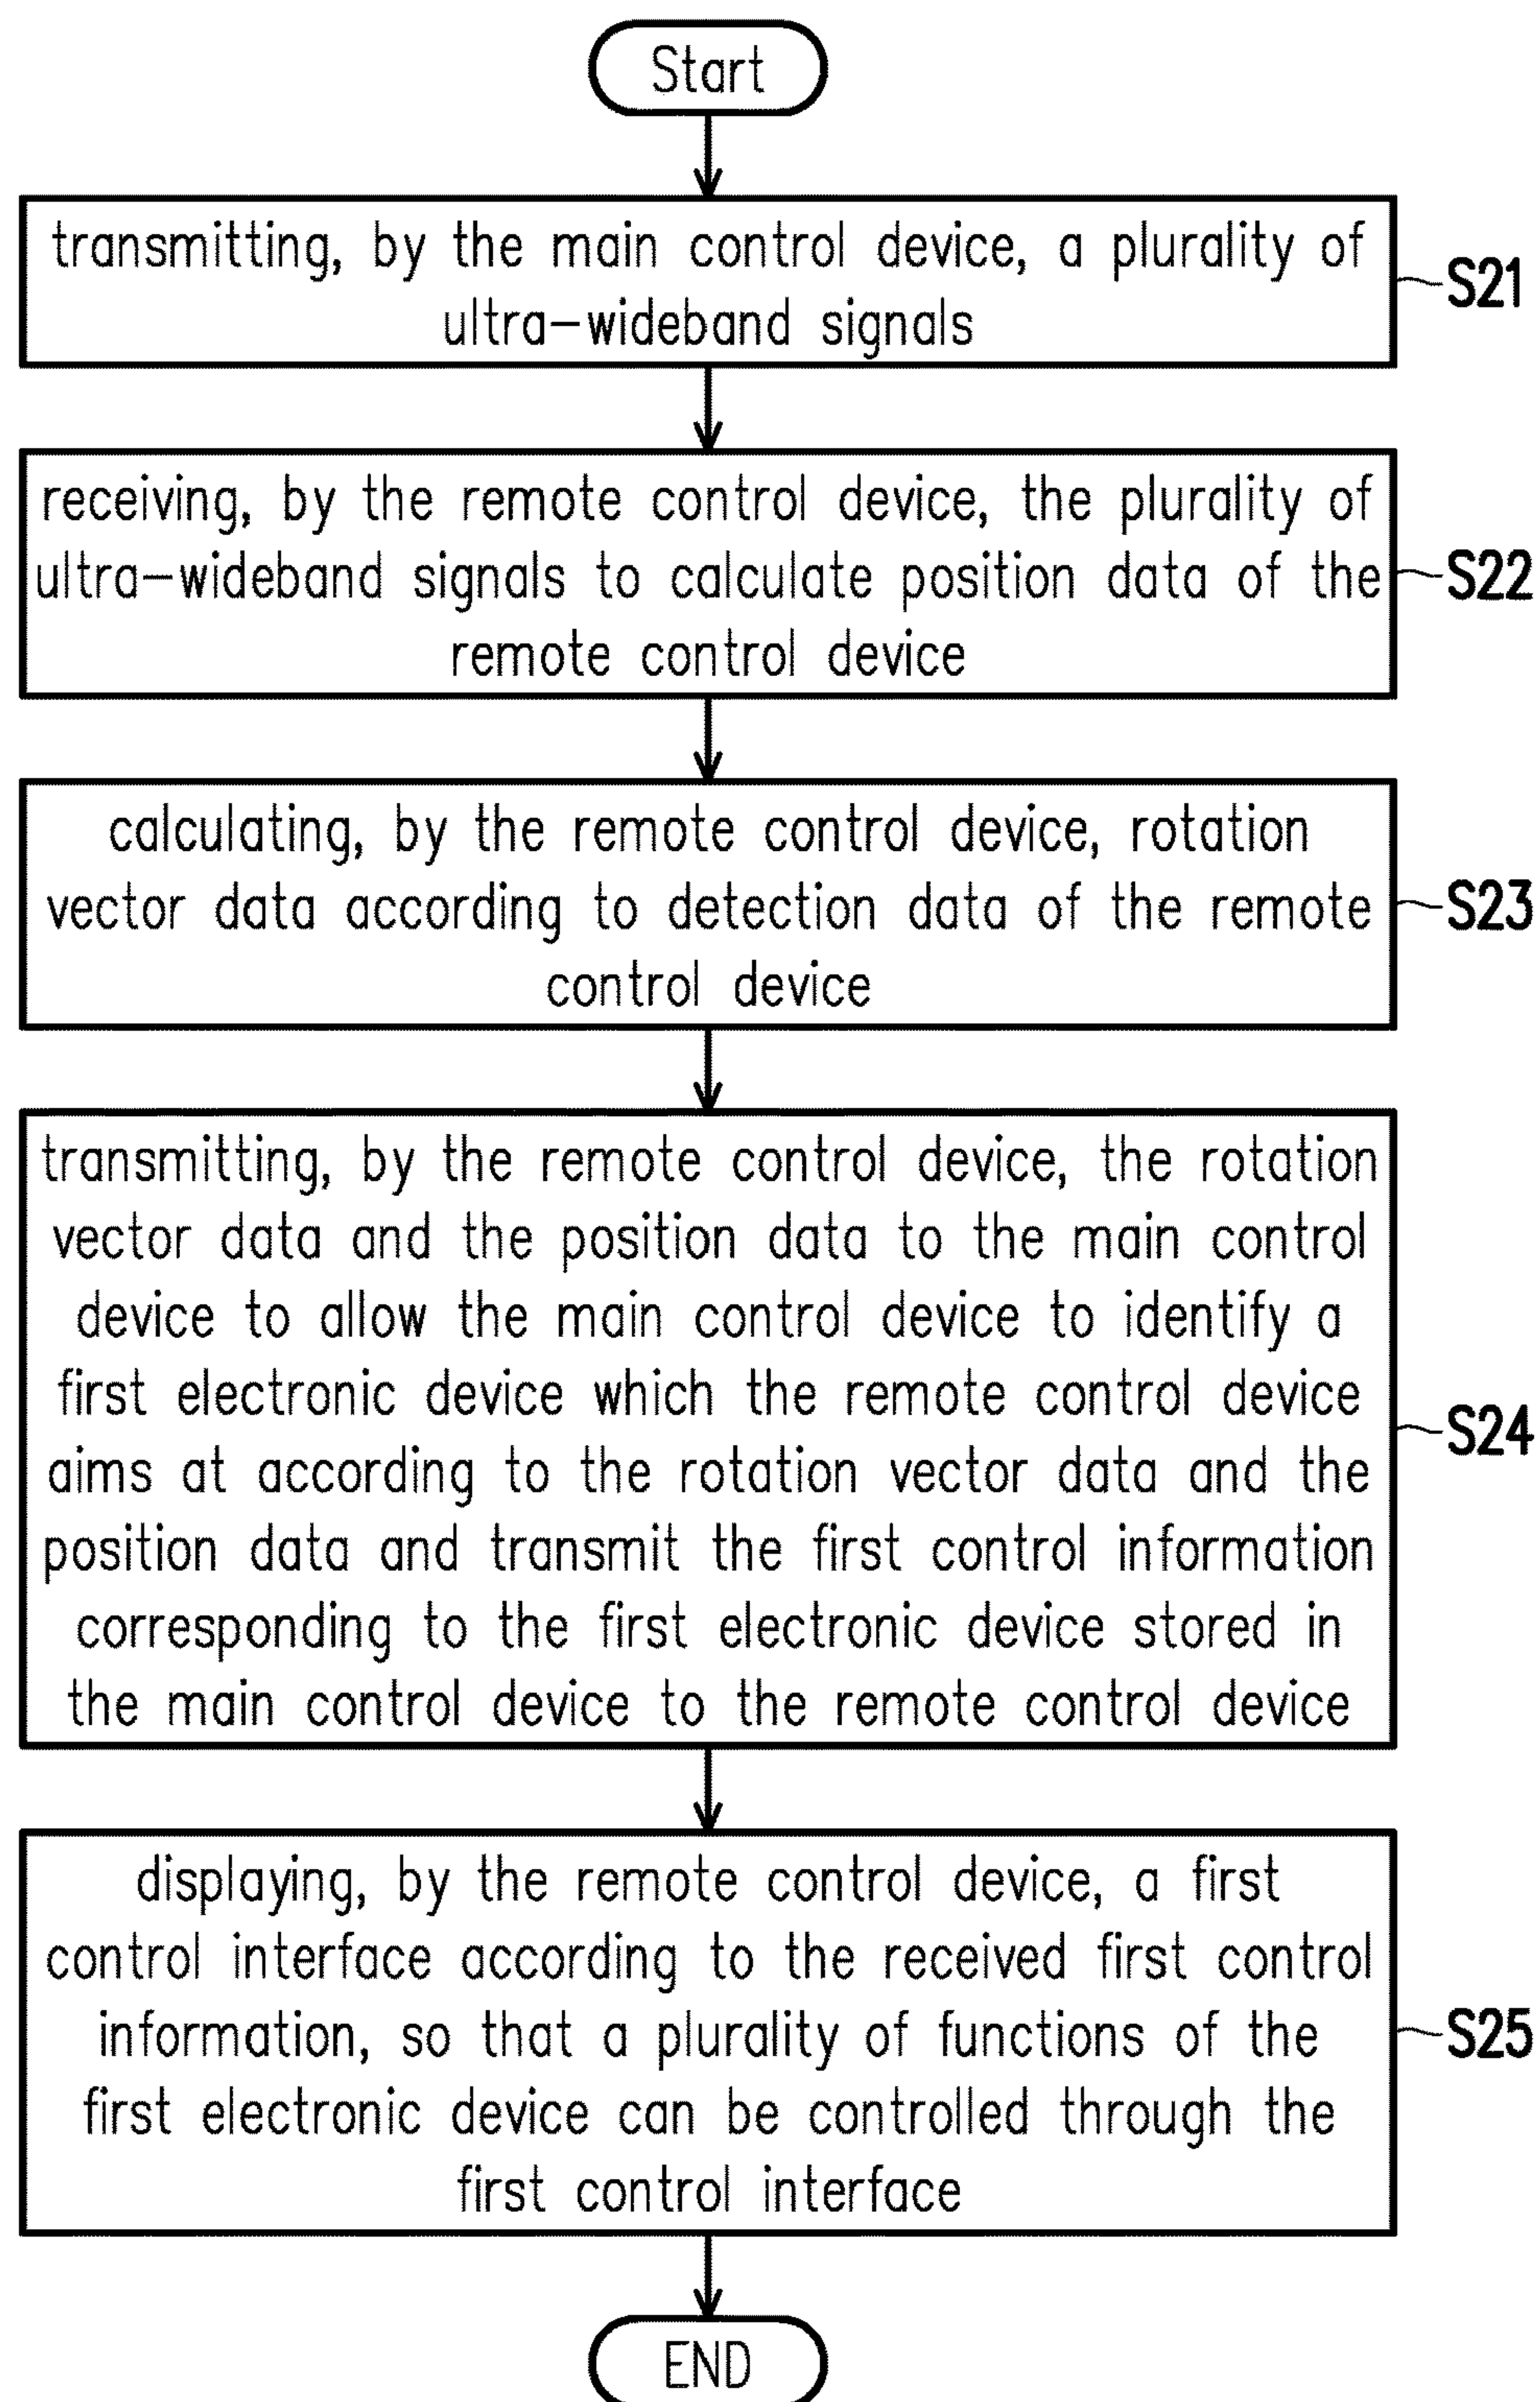 Start
transmitting, by the main control device, a plurality of
ultra-wideband signals
S21
receiving, by the remote control device, the plurality of
ultra-wideband signals to calculate position data of the
remote control device
S22
calculating, by the remote control device, rotation
vector data according to detection data of the remote
control device
S23
transmitting, by the remote control device, the rotation
vector data and the position data to the main control
device to allow the main control device to identify a
first electronic device which the remote control device
aims at according to the rotation vector data and the
position data and transmit the first control information
corresponding to the first electronic device stored in
the main control device to the remote control device
S24
displaying, by the remote control device, a first
control interface according to the received first control
information, so that a plurality of functions of the
first electronic device can be controlled through the
first control interface
S25
END